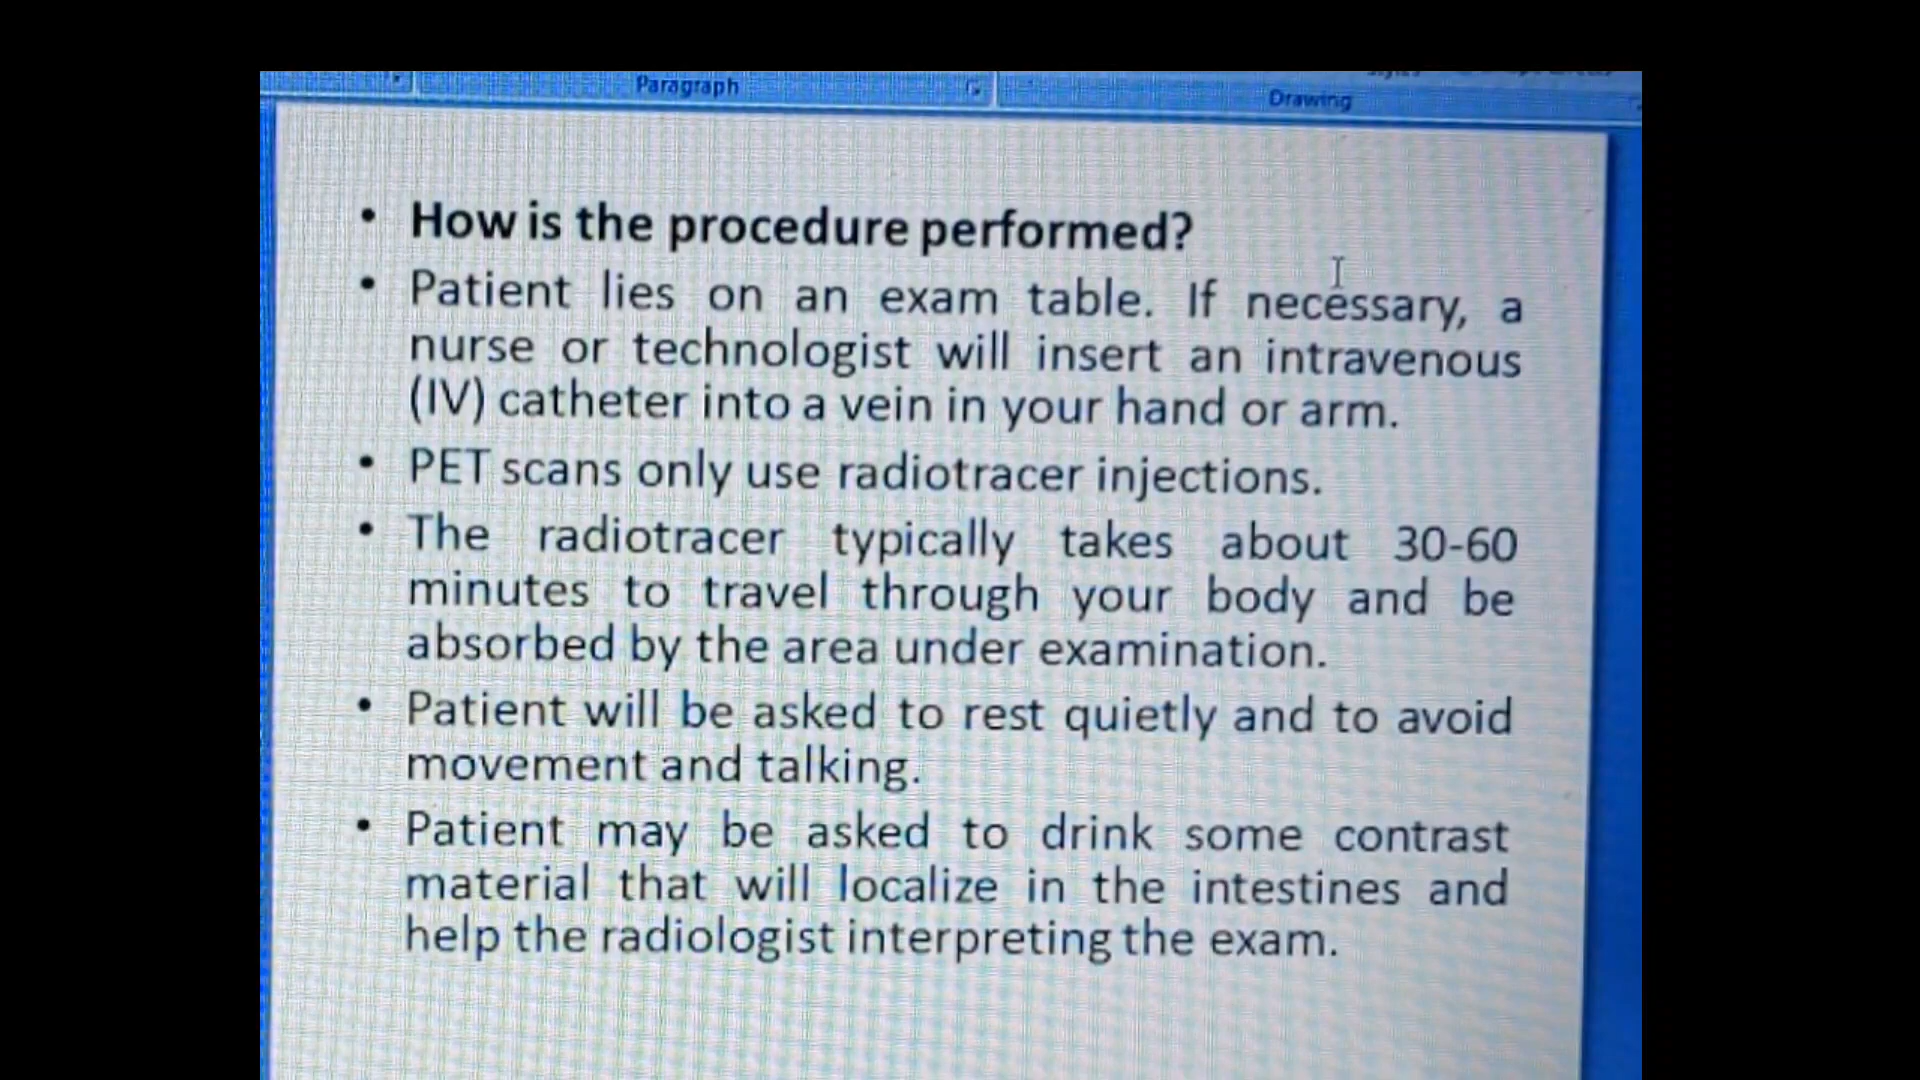 Paragraph
Drawing
• How is the procedure performed?
• Patient lies on an exam table. If necessary, a
nurse or technologist will insert an intravenous
(IV) catheter into a vein in your hand or arm.
• PET scans only use radiotracer injections.
• The radiotracer typically takes about 30-60
minutes to travel through your body and be
absorbed by the area under examination.
• Patient will be asked to rest quietly and to avoid
movement and talking.
• Patient may be asked to drink some contrast
material that will localize in the intestines and
help the radiologist interpreting the exam.